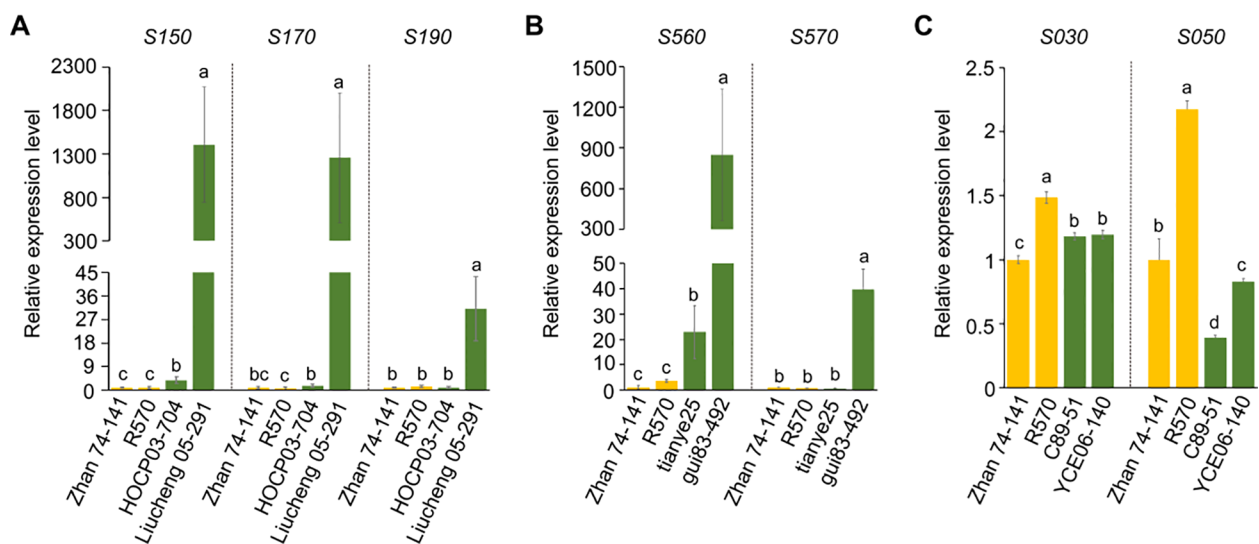 A
S150
S170
S190
Relative expression level
2300
1800
1300
800
300
45
36
27
18
9
0
c
c
b
a
bc
c
b
a
b
b
b
a
Zhan 74-141
R570
HOCP03-704
Liucheng 05-291
Zhan 74-141
R570
HOCP03-704
Liucheng 05-291
Zhan 74-141
R570
HOCP03-704
Liucheng 05-291
B
S560
S570
Relative expression level
1500
1200
900
600
300
50
40
30
20
10
0
c
c
b
a
b
b
b
a
Zhan 74-141
R570
tianye25
gui83-492
Zhan 74-141
R570
tianye25
gui83-492
C
S030
S050
Relative expression level
2.5
2
1.5
1
0.5
0
c
a
b
b
b
a
d
c
Zhan 74-141
R570
C89-51
YCE06-140
Zhan 74-141
R570
C89-51
YCE06-140